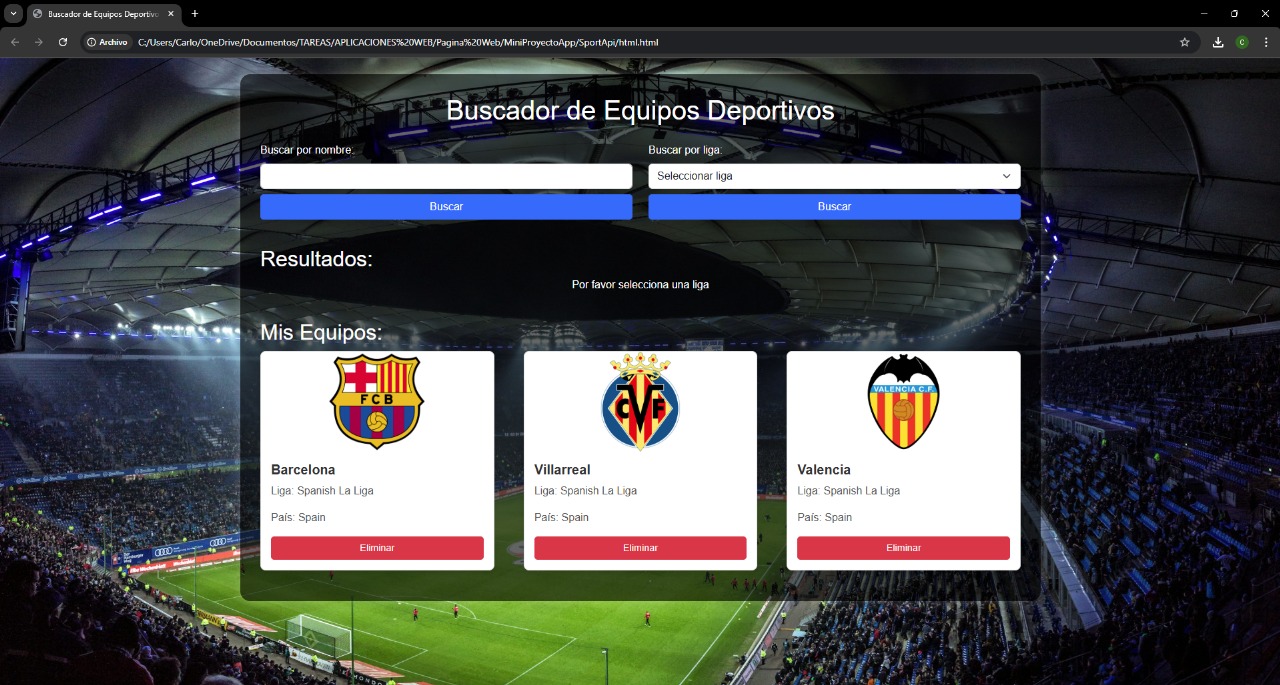 Buscador de Equipos Deportivo
Archivo
C:/Users/Carlo/OneDrive/Documentos/TAREAS/APLICACIONES%20WEB/Pagina%20Web/MiniProyectoApp/SportApi/html.html
C
Buscador de Equipos Deportivos
Buscar por nombre:
Buscar por liga:
Seleccionar liga
Buscar
Buscar
Resultados:
Por favor selecciona una liga
Mis Equipos:
FCB
CVF
VALENCIA C.F.
Barcelona
Villarreal
Valencia
Liga: Spanish La Liga
Liga: Spanish La Liga
Liga: Spanish La Liga
País: Spain
País: Spain
País: Spain
Eliminar
Eliminar
Eliminar